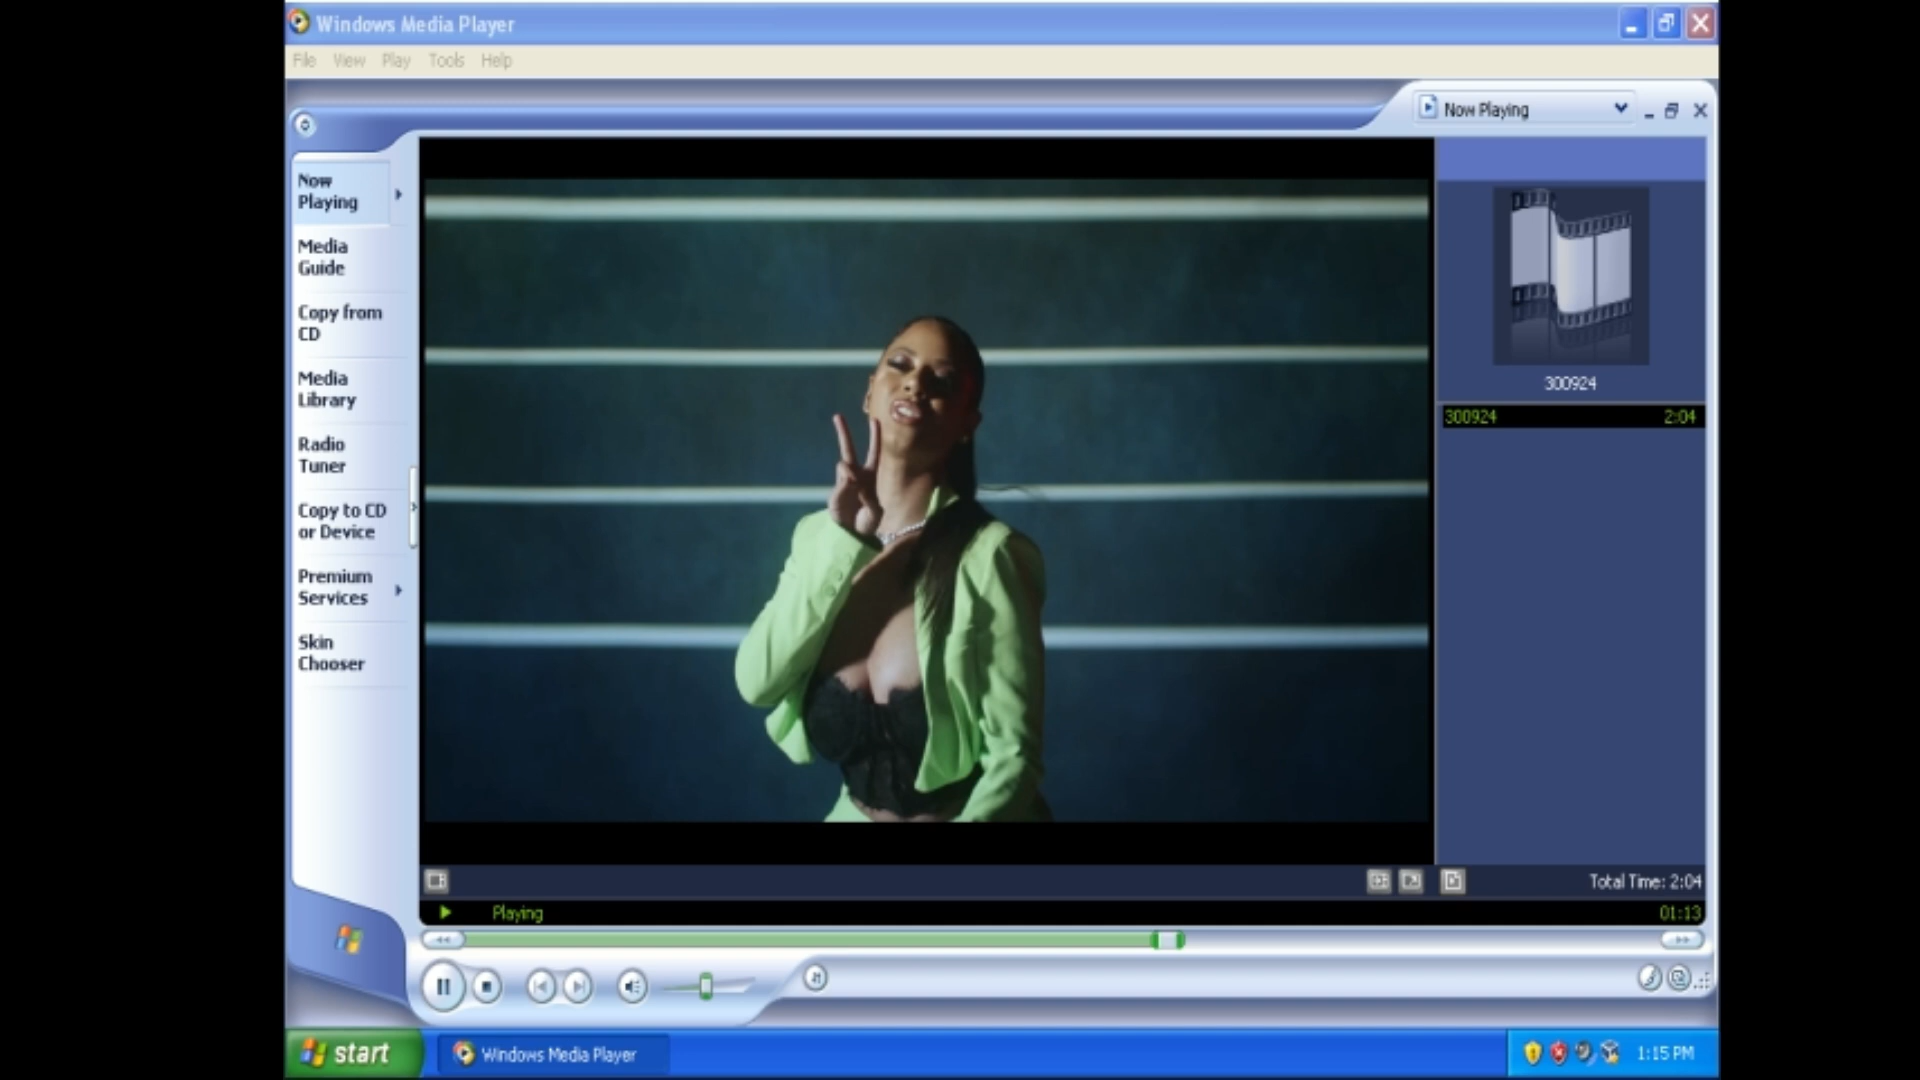 Windows Media Player
File View Play Tools Help
Now Playing
Now
Playing
Media
Guide
Copy from
CD
Media
Library
Radio
Tuner
Copy to CD
or Device
Premium
Services
Skin
Chooser
300924
300924 2:04
Total Time: 2:04
Playing 01:13
start Windows Media Player 1:15 PM